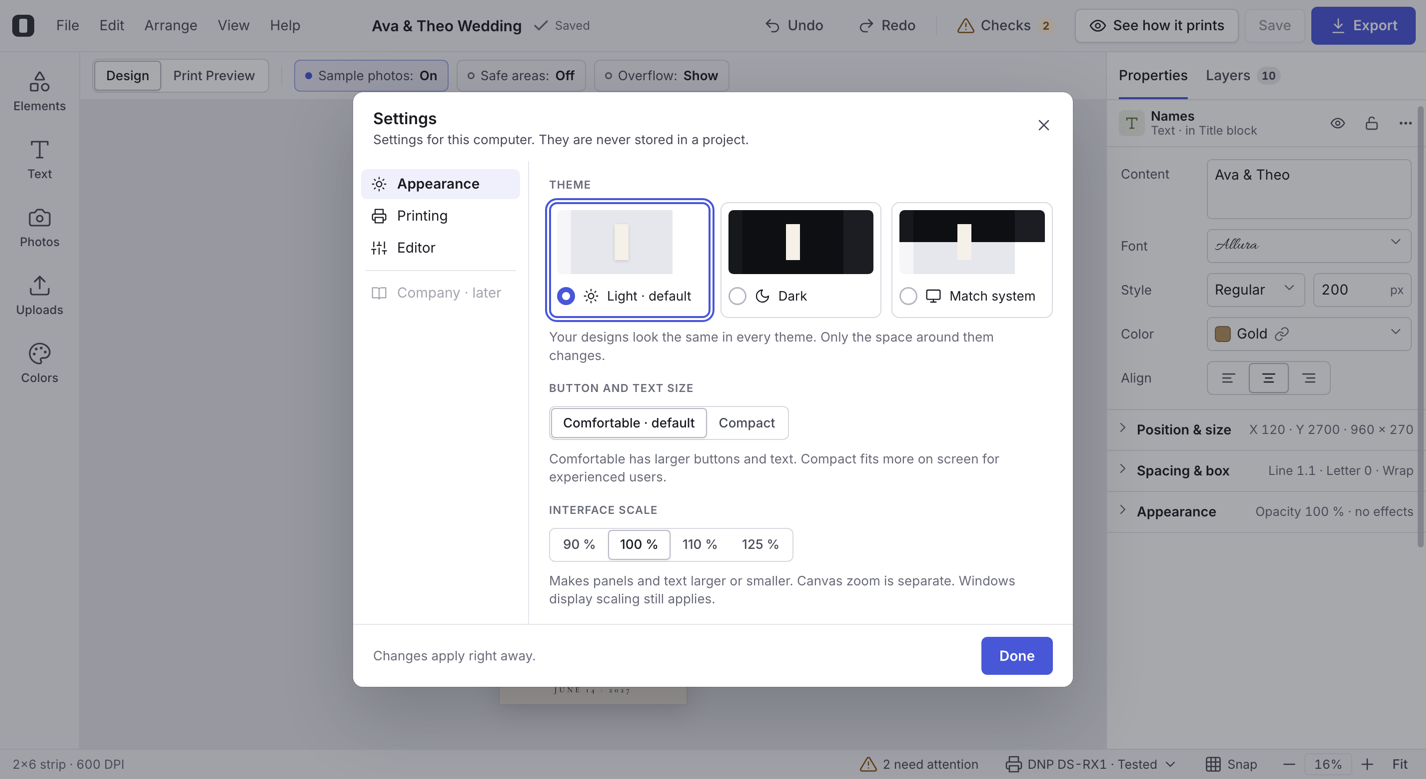 File Edit Arrange View Help
Ava & Theo Wedding
Saved
Undo
Redo
Checks 2
See how it prints
Save
Export
Elements
Text
Photos
Uploads
Colors
Design
Print Preview
Sample photos: On
Safe areas: Off
Overflow: Show
Settings
Settings for this computer. They are never stored in a project.
Appearance
Printing
Editor
Company · later
THEME
Light · default
Dark
Match system
Your designs look the same in every theme. Only the space around them
changes.
BUTTON AND TEXT SIZE
Comfortable · default
Compact
Comfortable has larger buttons and text. Compact fits more on screen for
experienced users.
INTERFACE SCALE
90 %
100 %
110 %
125 %
Makes panels and text larger or smaller. Canvas zoom is separate. Windows
display scaling still applies.
Changes apply right away.
Done
JUNE 14 · 2027
Properties
Layers 10
T
Names
Text · in Title block
Content
Ava & Theo
Font
Allura
Style
Regular
200 px
Color
Gold
Align
Position & size
X 120 · Y 2700 · 960 × 270
Spacing & box
Line 1.1 · Letter 0 · Wrap
Appearance
Opacity 100 % · no effects
2×6 strip · 600 DPI
2 need attention
DNP DS-RX1 · Tested
Snap
16%
Fit